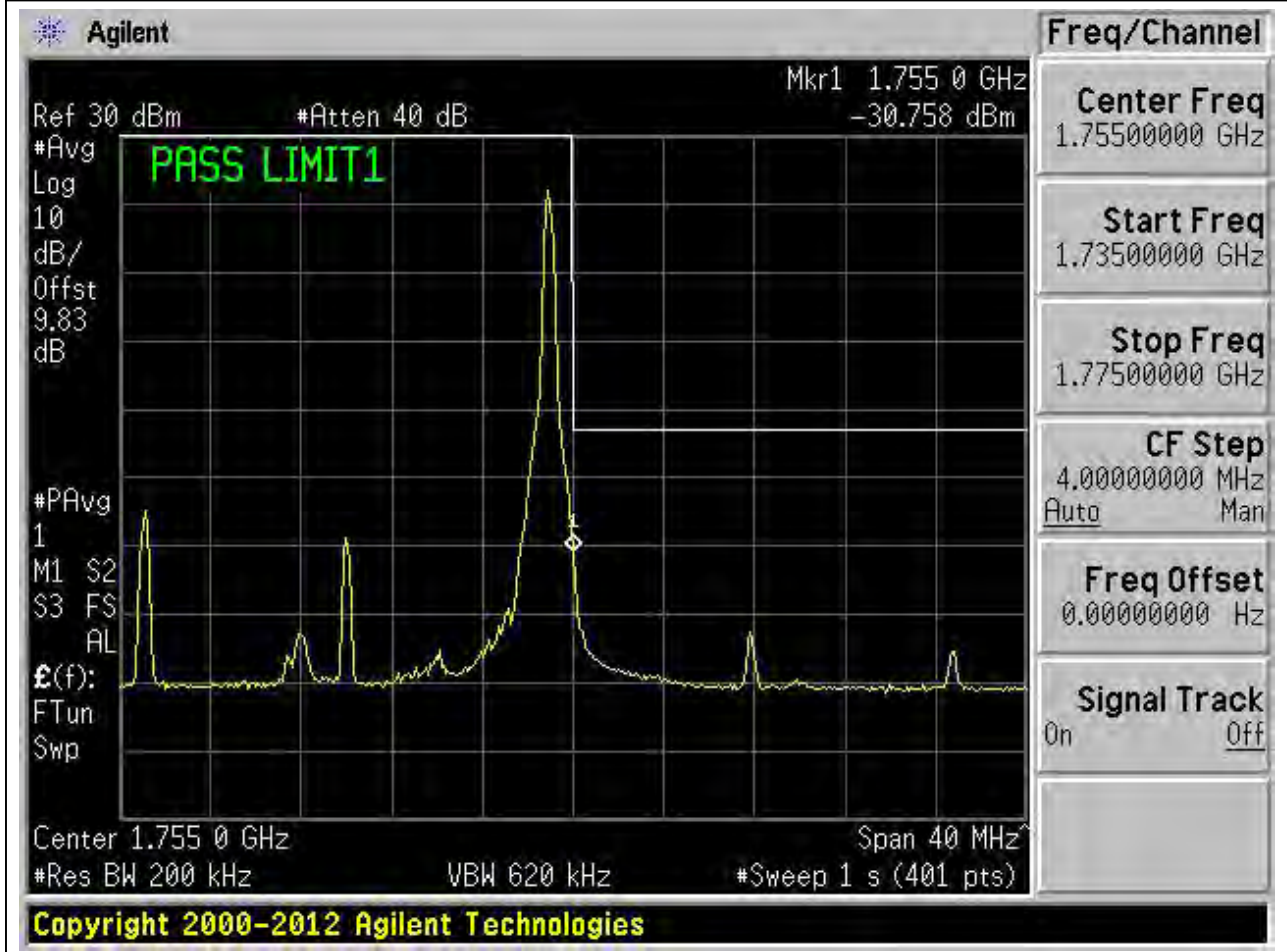 Agilent
Freq/Channel
Mkr1 1.755 0 GHz
Ref 30 dBm #Atten 40 dB -30.758 dBm
#Avg
Log
10
dB/
Offst
9.83
dB
PASS LIMIT1
1
#PAvg
1
M1 S2
S3 FS
AL
£(f):
FTun
Swp
Center 1.755 0 GHz Span 40 MHz^
#Res BW 200 kHz VBW 620 kHz #Sweep 1 s (401 pts)
Center Freq
1.75500000 GHz
Start Freq
1.73500000 GHz
Stop Freq
1.77500000 GHz
CF Step
4.00000000 MHz
Auto Man
Freq Offset
0.00000000 Hz
Signal Track
On Off
Copyright 2000-2012 Agilent Technologies